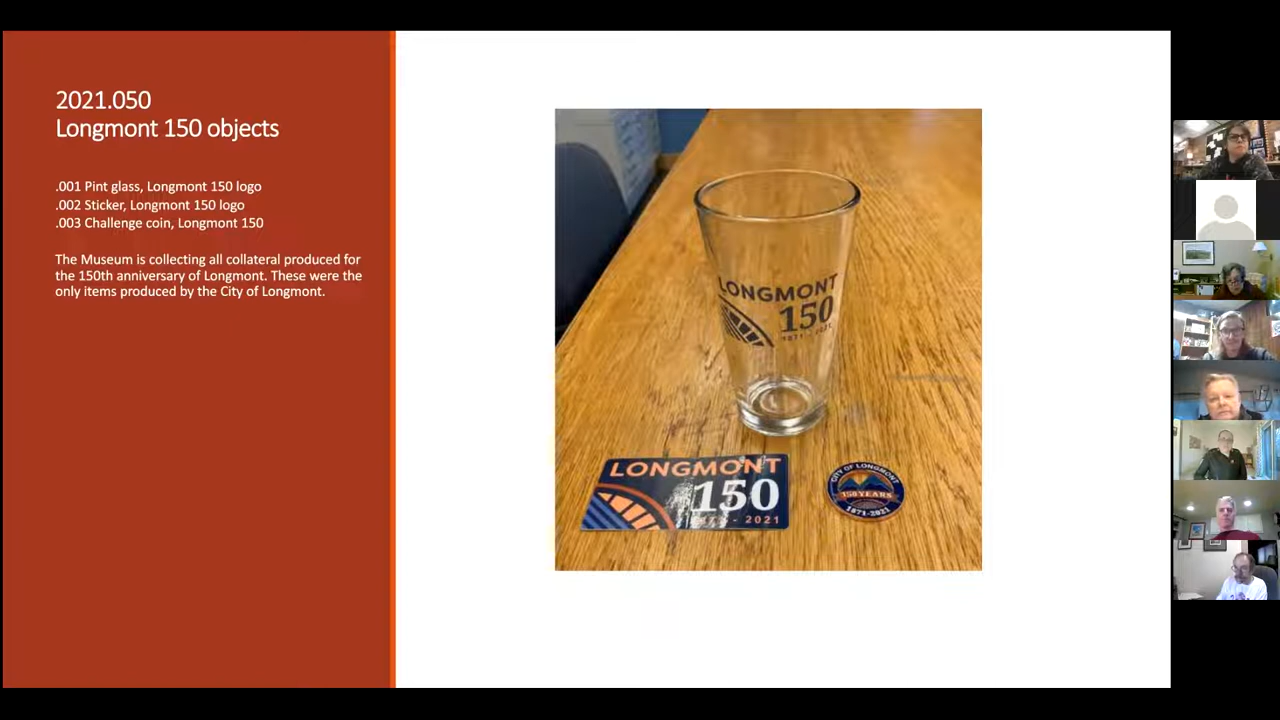 2021.050
Longmont 150 objects
.001 Pint glass, Longmont 150 logo
.002 Sticker, Longmont 150 logo
.003 Challenge coin, Longmont 150
The Museum is collecting all collateral produced for
the 150th anniversary of Longmont. These were the
only items produced by the City of Longmont.
LONGMONT
150
1871 - 2021
LONGMONT
150
1871 - 2021
CITY OF LONGMONT
150 YEARS
1871-2021